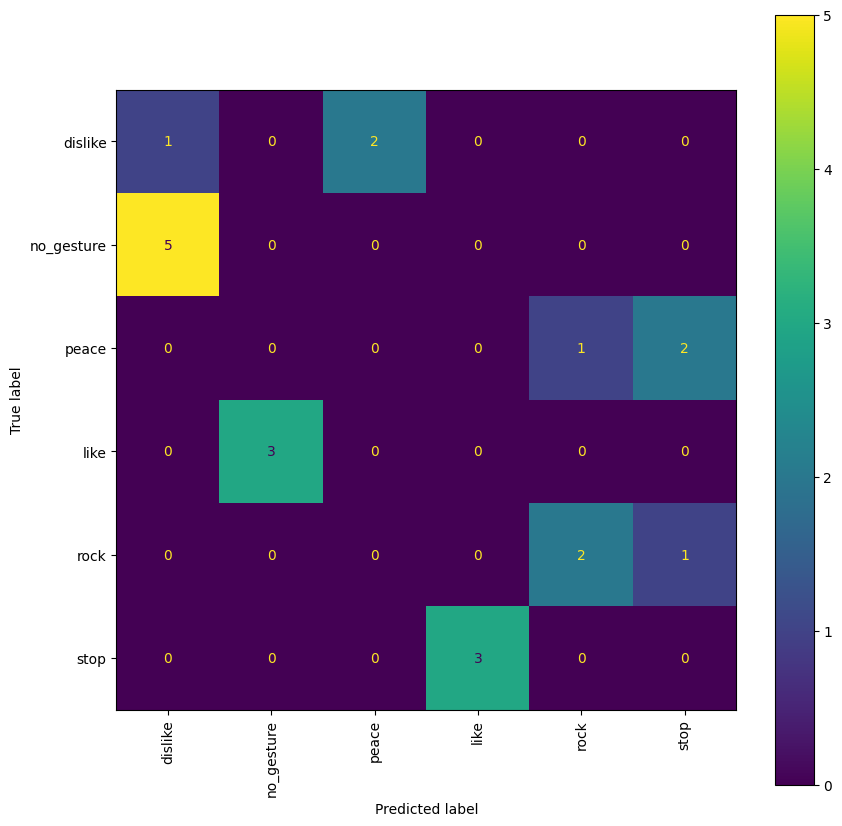 5
dislike 1 0 2 0 0 0
4
no_gesture 5 0 0 0 0 0
3
peace 0 0 0 0 1 2
True label
like 0 3 0 0 0 0
2
rock 0 0 0 0 2 1
1
stop 0 0 0 3 0 0
0
dislike no_gesture peace like rock stop
Predicted label